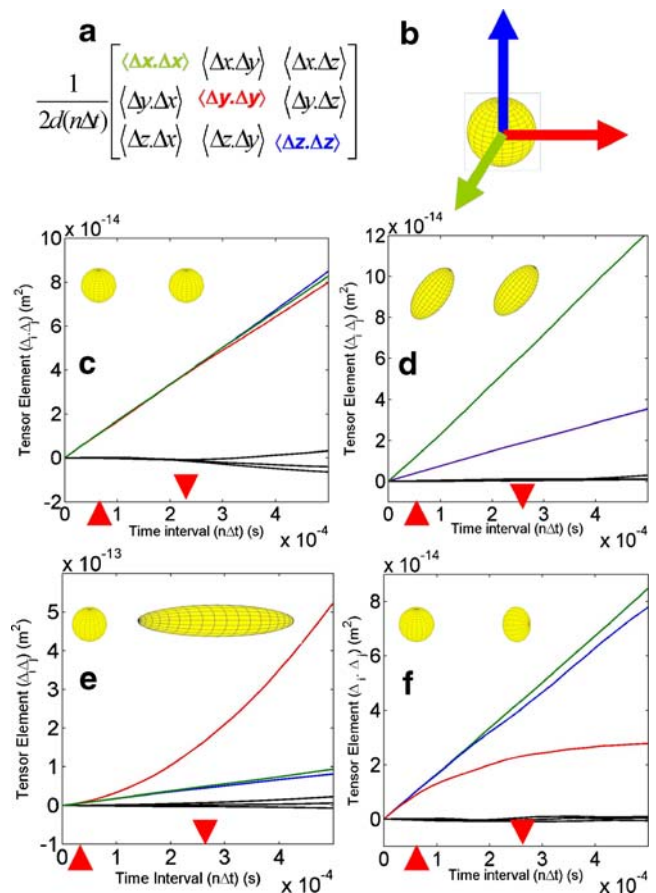 a
b
1
2d(nΔt)
⟨Δx.Δx⟩ ⟨Δx.Δy⟩ ⟨Δx.Δz⟩
⟨Δy.Δx⟩ ⟨Δy.Δy⟩ ⟨Δy.Δz⟩
⟨Δz.Δx⟩ ⟨Δz.Δy⟩ ⟨Δz.Δz⟩
x 10⁻¹⁴
10
8
6
4
2
0
-2
Tensor Element (Δᵢ.Δⱼ) (m²)
c
0 1 2 3 4 5
Time interval (nΔt) (s)
x 10⁻⁴
x 10⁻¹⁴
12
10
8
6
4
2
0
Tensor Element (Δᵢ Δⱼ) (m²)
d
0 1 2 3 4 5
Time interval (nΔt) (s)
x 10⁻⁴
x 10⁻¹³
5
4
3
2
1
0
-1
Tensor Element (Δᵢ.Δⱼ) (m²)
e
0 1 2 3 4 5
Time Interval (nΔt) (s)
x 10⁻⁴
x 10⁻¹⁴
8
6
4
2
0
Tensor Element (Δᵢ. Δⱼ) (m²)
f
0 1 2 3 4 5
Time interval (nΔt) (s)
x 10⁻⁴